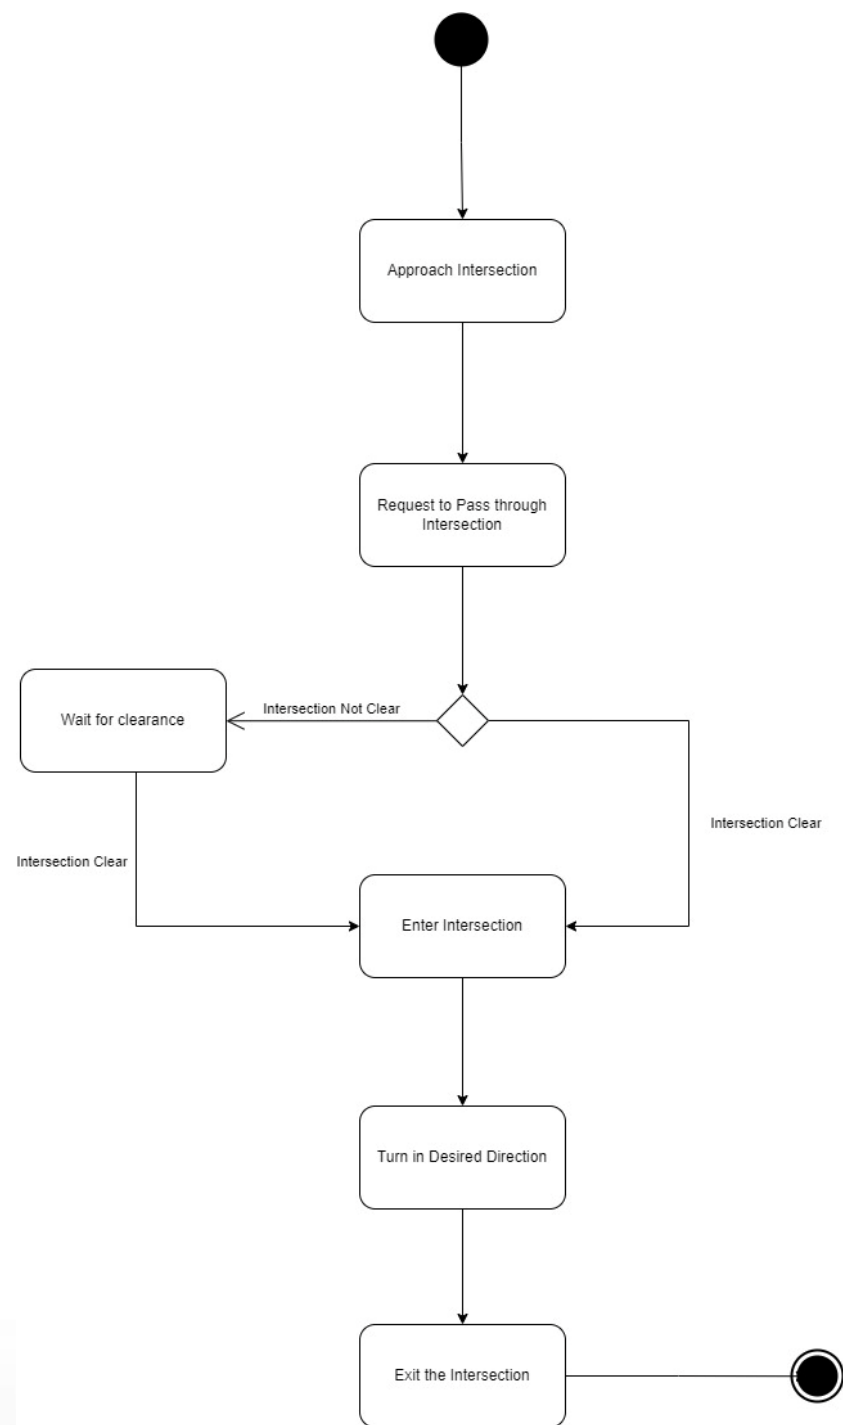 Approach Intersection
Request to Pass through
Intersection
Intersection Not Clear
Wait for clearance
Intersection Clear
Intersection Clear
Enter Intersection
Turn in Desired Direction
Exit the Intersection